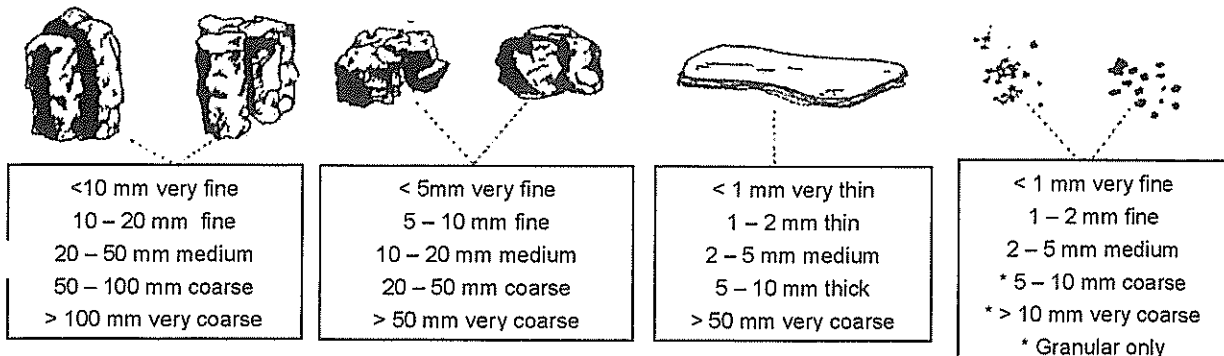 <10 mm very fine
10 – 20 mm fine
20 – 50 mm medium
50 – 100 mm coarse
> 100 mm very coarse
< 5mm very fine
5 – 10 mm fine
10 – 20 mm medium
20 – 50 mm coarse
> 50 mm very coarse
< 1 mm very thin
1 – 2 mm thin
2 – 5 mm medium
5 – 10 mm thick
> 50 mm very coarse
< 1 mm very fine
1 – 2 mm fine
2 – 5 mm medium
* 5 – 10 mm coarse
* > 10 mm very coarse
* Granular only